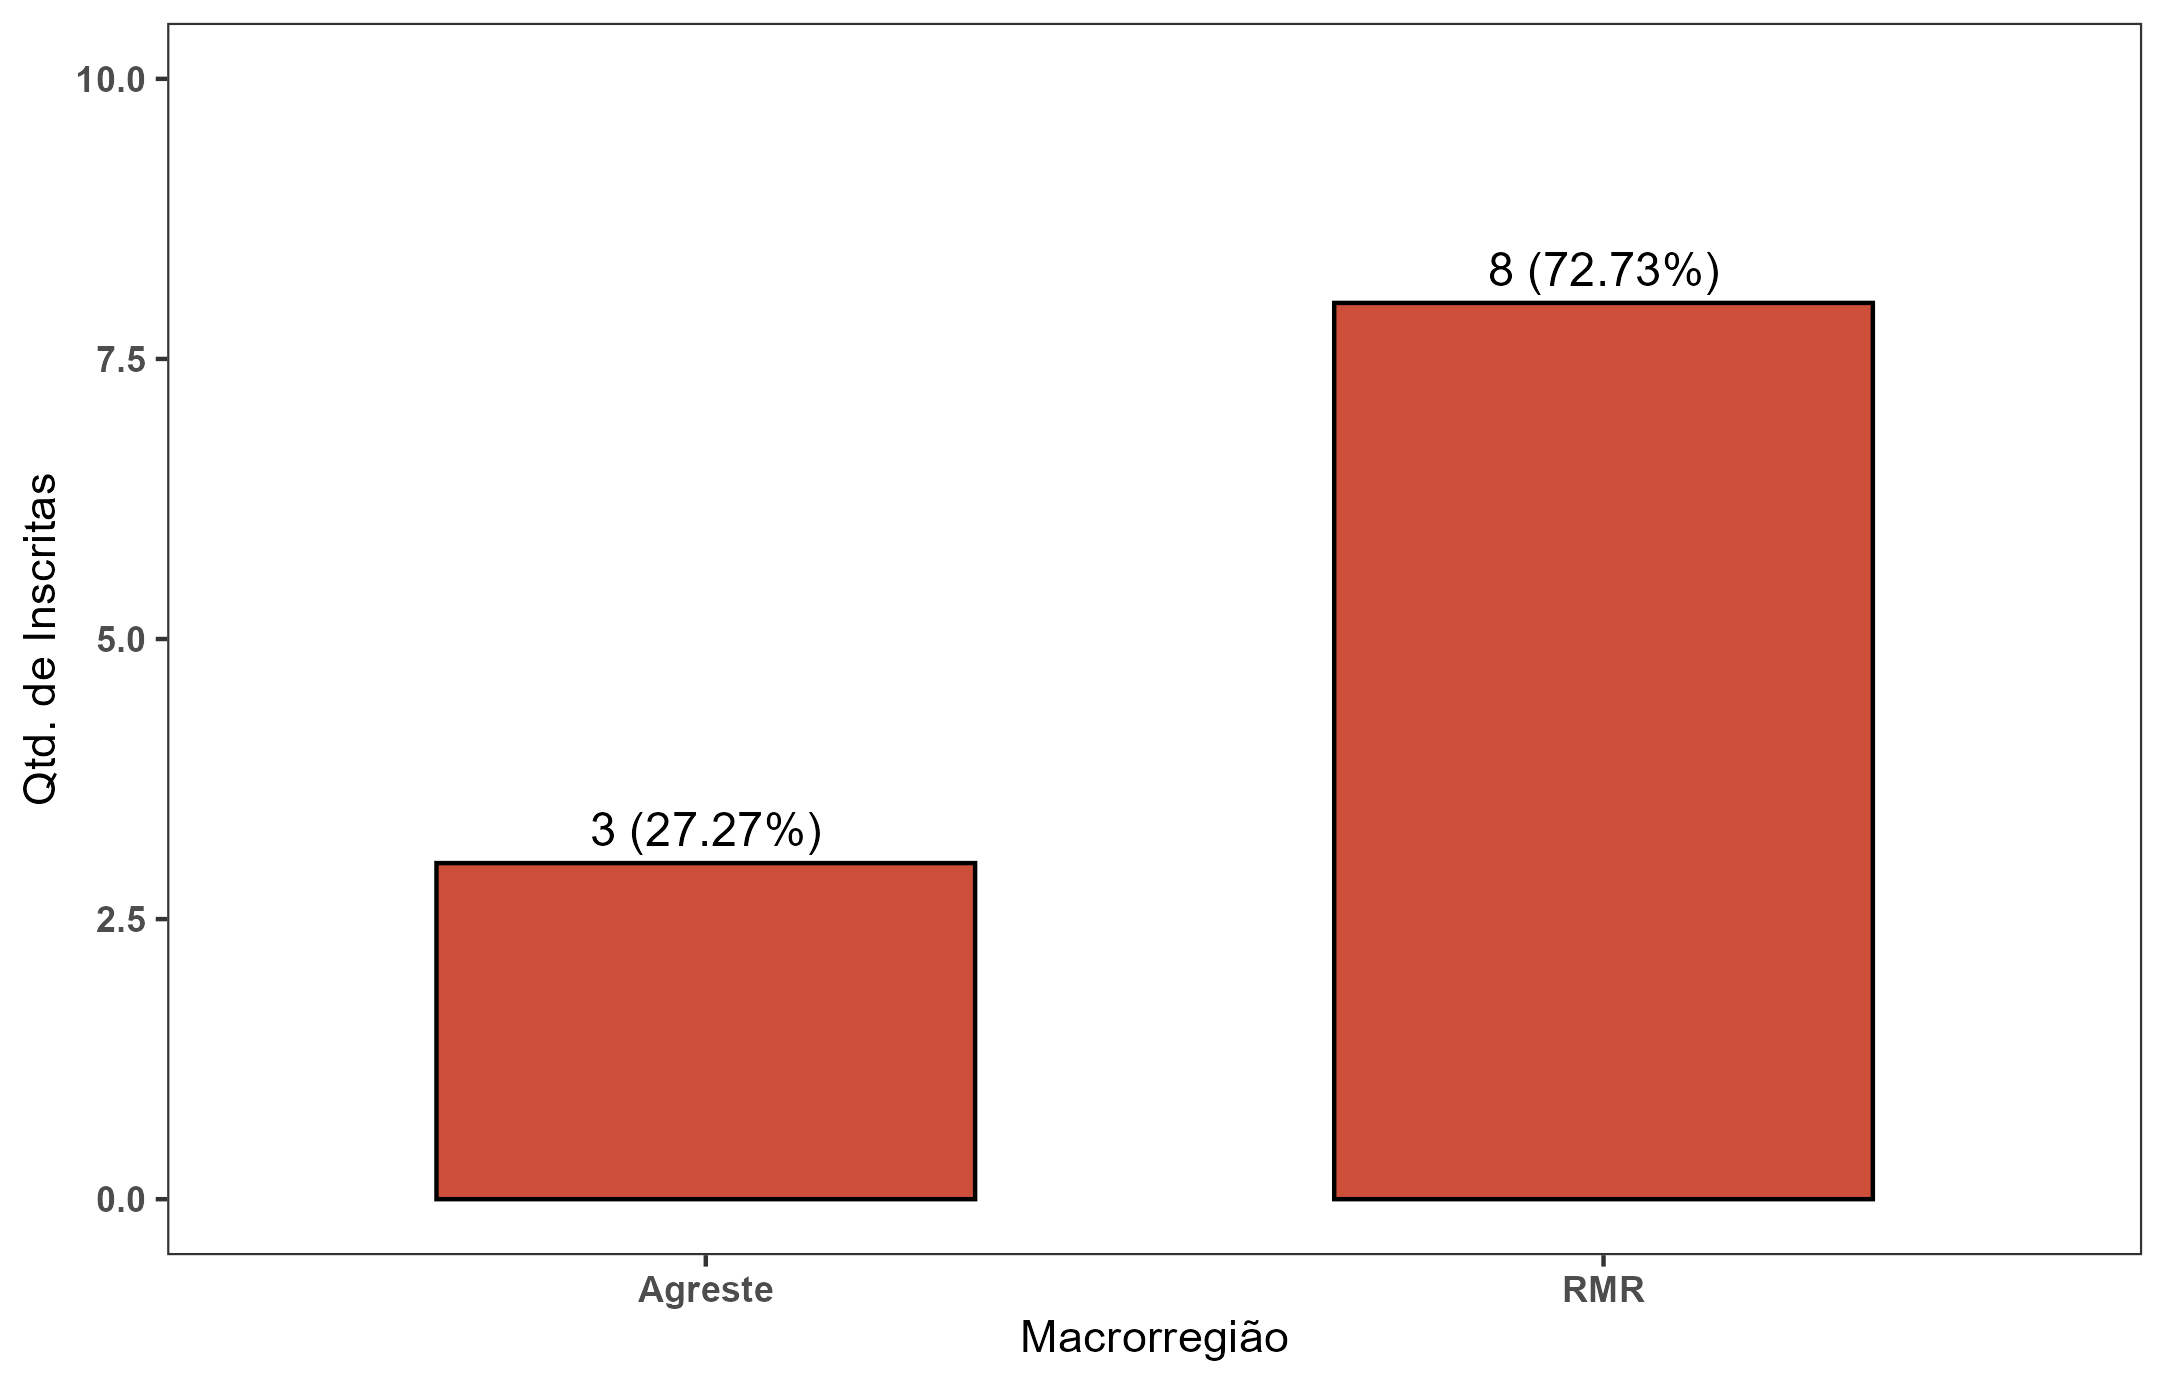 10.0
7.5
5.0
2.5
0.0
Qtd. de Inscritas
8 (72.73%)
3 (27.27%)
Agreste
RMR
Macrorregião